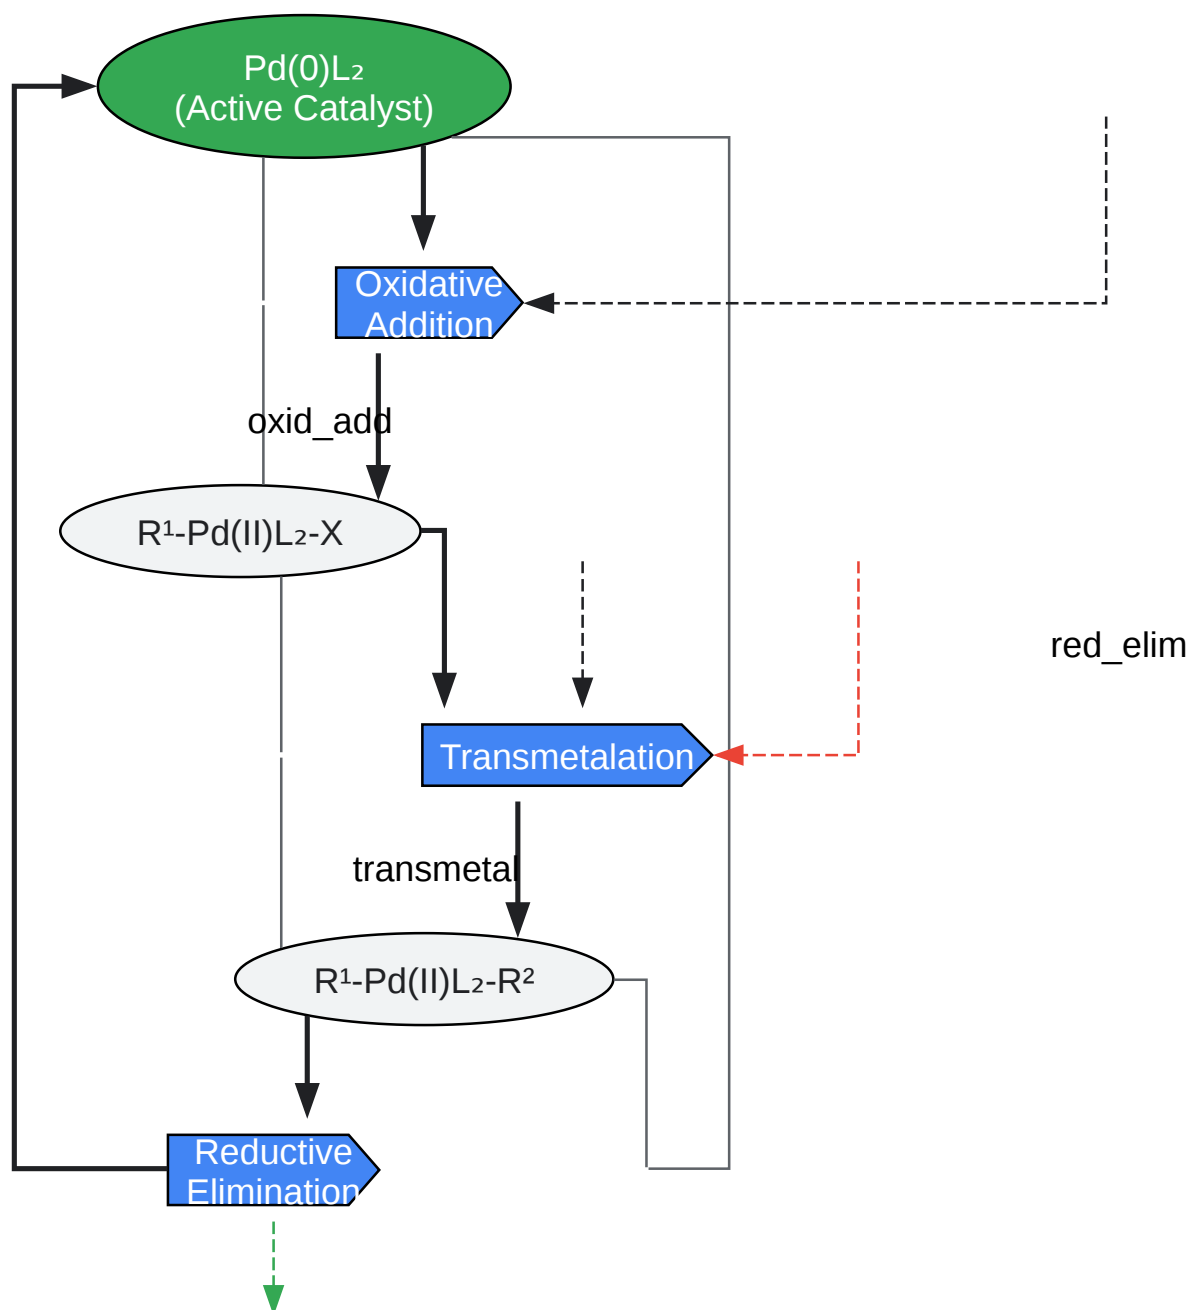 Pd(0)L₂
(Active Catalyst)
Oxidative
Addition
oxid_add
R¹-Pd(II)L₂-X
red_elim
Transmetalation
transmetal
R¹-Pd(II)L₂-R²
Reductive
Elimination